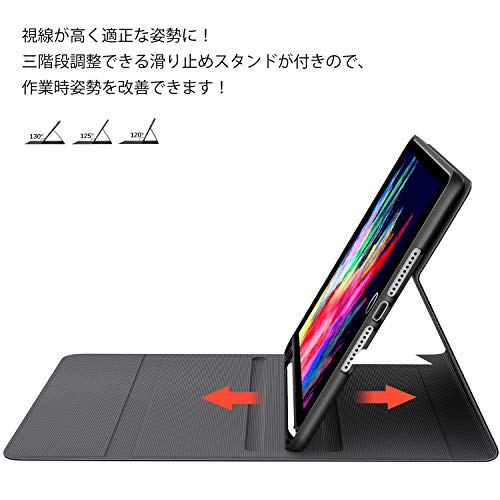 視線が高く適正な姿勢に！
三階段調整できる滑り止めスタンドが付きので、
作業時姿勢を改善できます！
130° 125° 120°